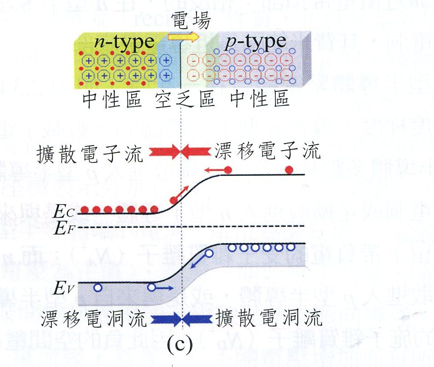 電場
n-type p-type
中性區 空乏區 中性區
擴散電子流 漂移電子流
EC
EF
EV
漂移電洞流 擴散電洞流
(c)